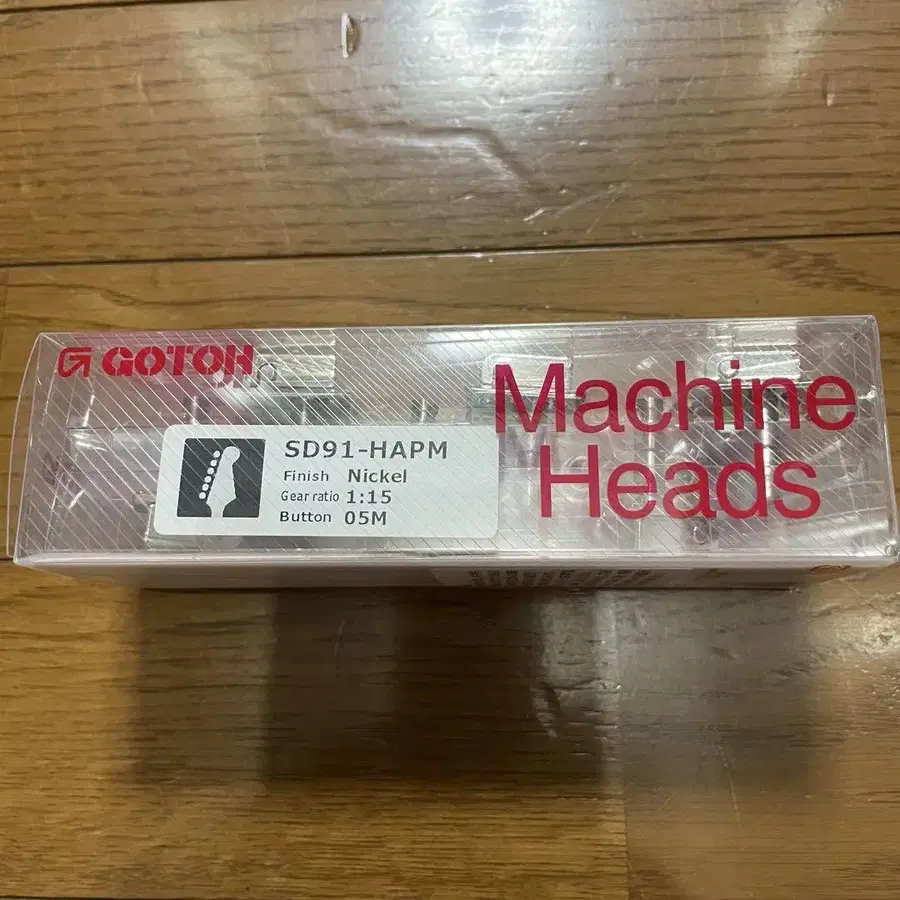 GOTOH
Machine
Heads
SD91-HAPM
Finish Nickel
Gear ratio 1:15
Button 05M